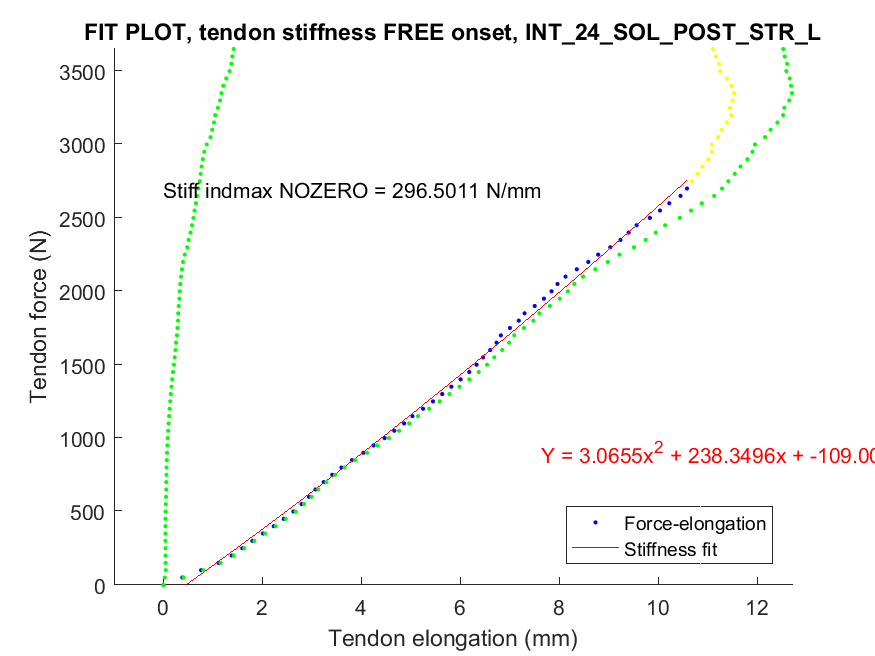 FIT PLOT, tendon stiffness FREE onset, INT_24_SOL_POST_STR_L
3500
Stiff indmax NOZERO = 296.5011 N/mm
3000
2500
2000
1500
1000
500
0
Tendon force (N)
Y = 3.0655x² + 238.3496x + -109.00
Force-elongation
Stiffness fit
0 2 4 6 8 10 12
Tendon elongation (mm)